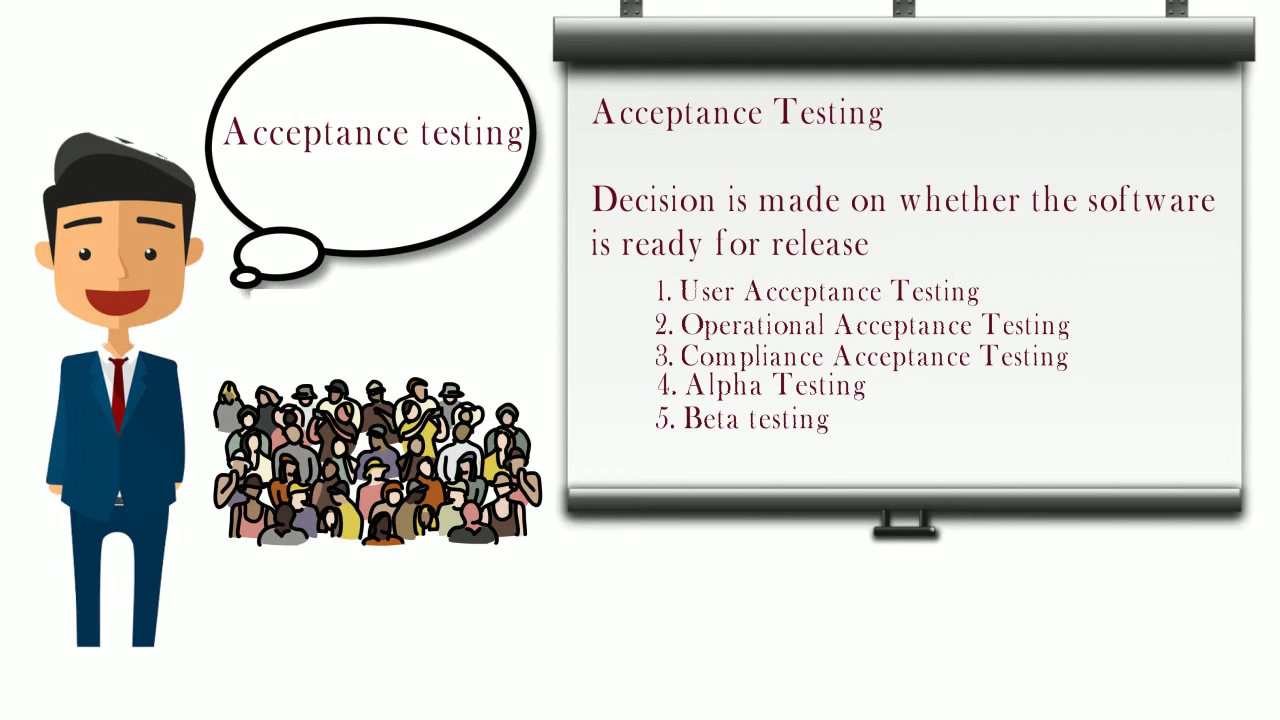 Acceptance testing
Acceptance Testing
Decision is made on whether the software
is ready for release
1. User Acceptance Testing
2. Operational Acceptance Testing
3. Compliance Acceptance Testing
4. Alpha Testing
5. Beta testing